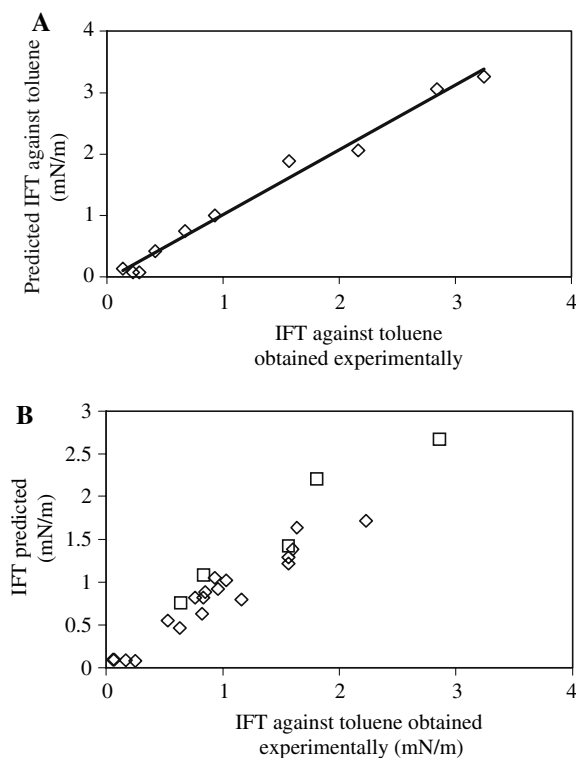 A
4
3
2
1
0
Predicted IFT against toluene
(mN/m)
0 1 2 3 4
IFT against toluene
obtained experimentally
B
3
2.5
2
1.5
1
0.5
0
IFT predicted
(mN/m)
0 1 2 3 4
IFT against toluene obtained
experimentally (mN/m)